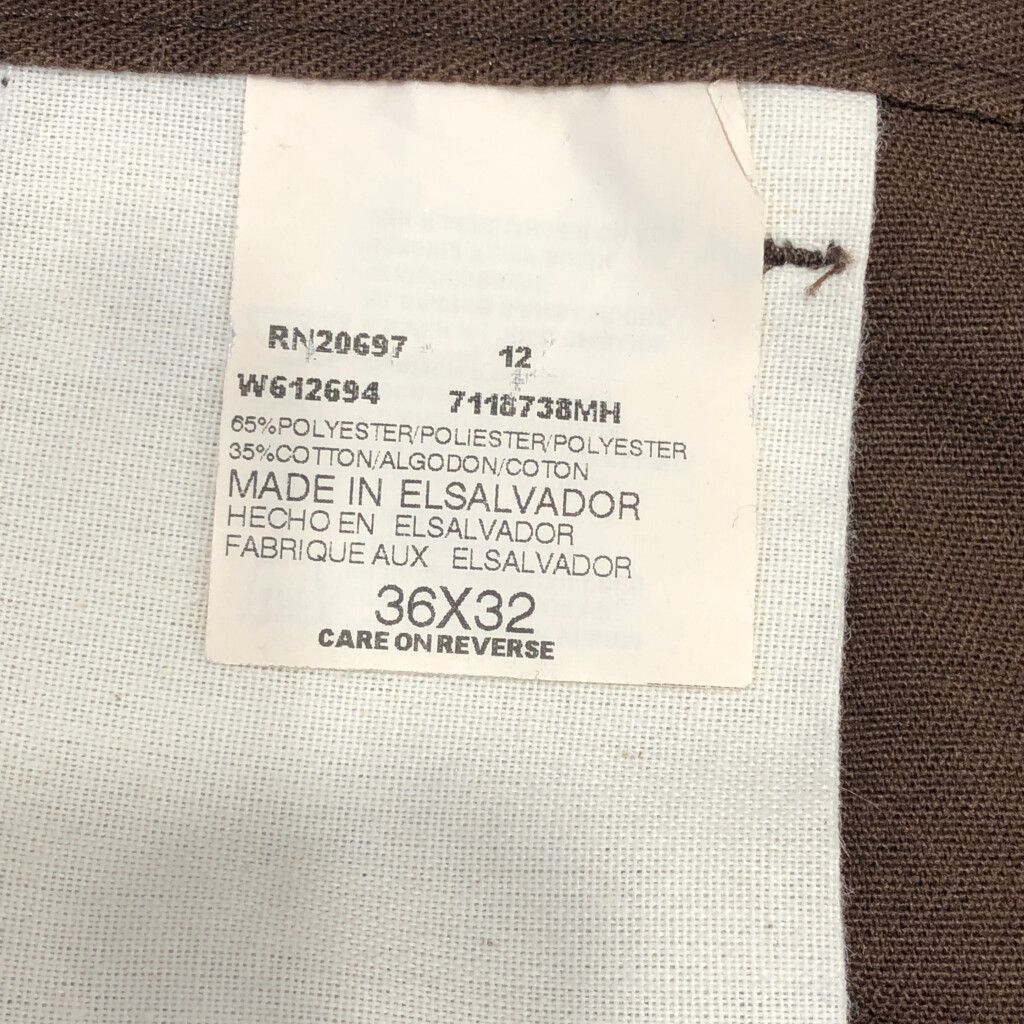 RN20697 12
W612694 7118738MH
65%POLYESTER/POLIESTER/POLYESTER
35%COTTON/ALGODON/COTON
MADE IN ELSALVADOR
HECHO EN ELSALVADOR
FABRIQUE AUX ELSALVADOR
36X32
CARE ON REVERSE